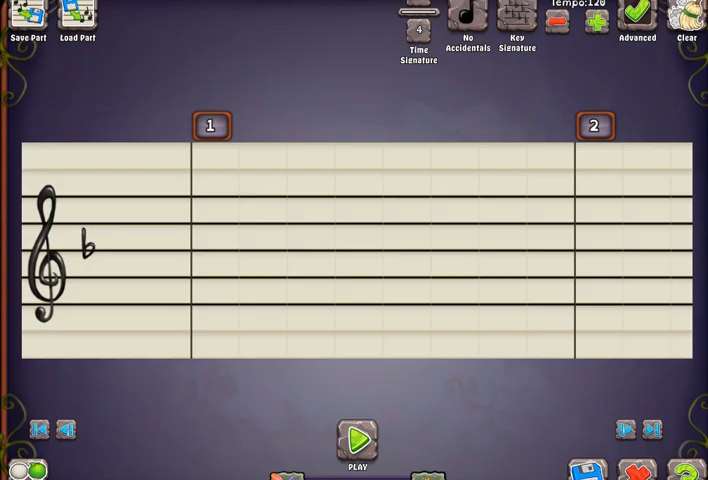 Tempo:120
Save Part
Load Part
4
Time
Signature
No
Accidentals
Key
Signature
Advanced
Clear
1
2
PLAY